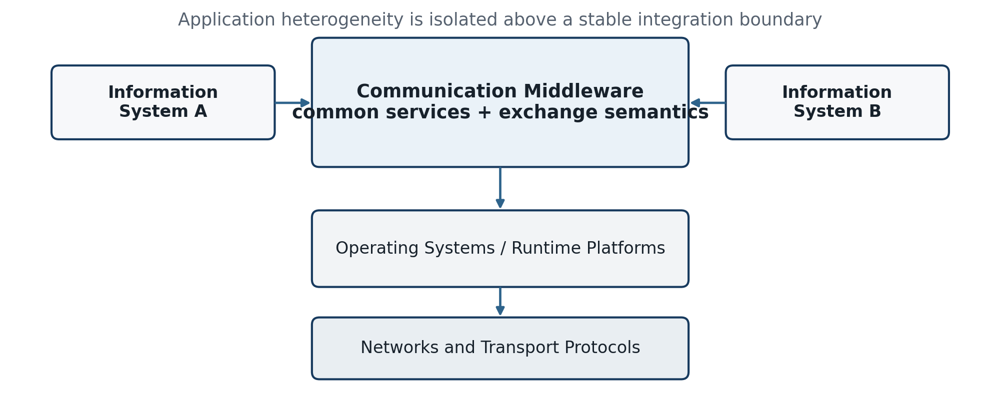 Application heterogeneity is isolated above a stable integration boundary
Information
System A
Communication Middleware
common services + exchange semantics
Information
System B
Operating Systems / Runtime Platforms
Networks and Transport Protocols